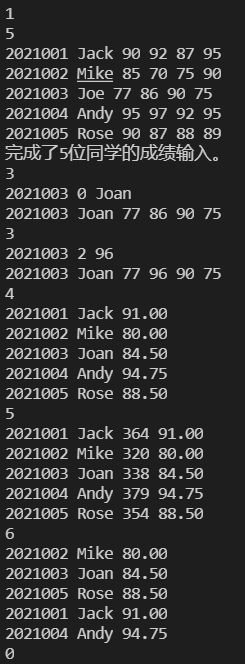 1
5
2021001 Jack 90 92 87 95
2021002 Mike 85 70 75 90
2021003 Joe 77 86 90 75
2021004 Andy 95 97 92 95
2021005 Rose 90 87 88 89
完成了5位同学的成绩输入。
3
2021003 0 Joan
2021003 Joan 77 86 90 75
3
2021003 2 96
2021003 Joan 77 96 90 75
4
2021001 Jack 91.00
2021002 Mike 80.00
2021003 Joan 84.50
2021004 Andy 94.75
2021005 Rose 88.50
5
2021001 Jack 364 91.00
2021002 Mike 320 80.00
2021003 Joan 338 84.50
2021004 Andy 379 94.75
2021005 Rose 354 88.50
6
2021002 Mike 80.00
2021003 Joan 84.50
2021005 Rose 88.50
2021001 Jack 91.00
2021004 Andy 94.75
0